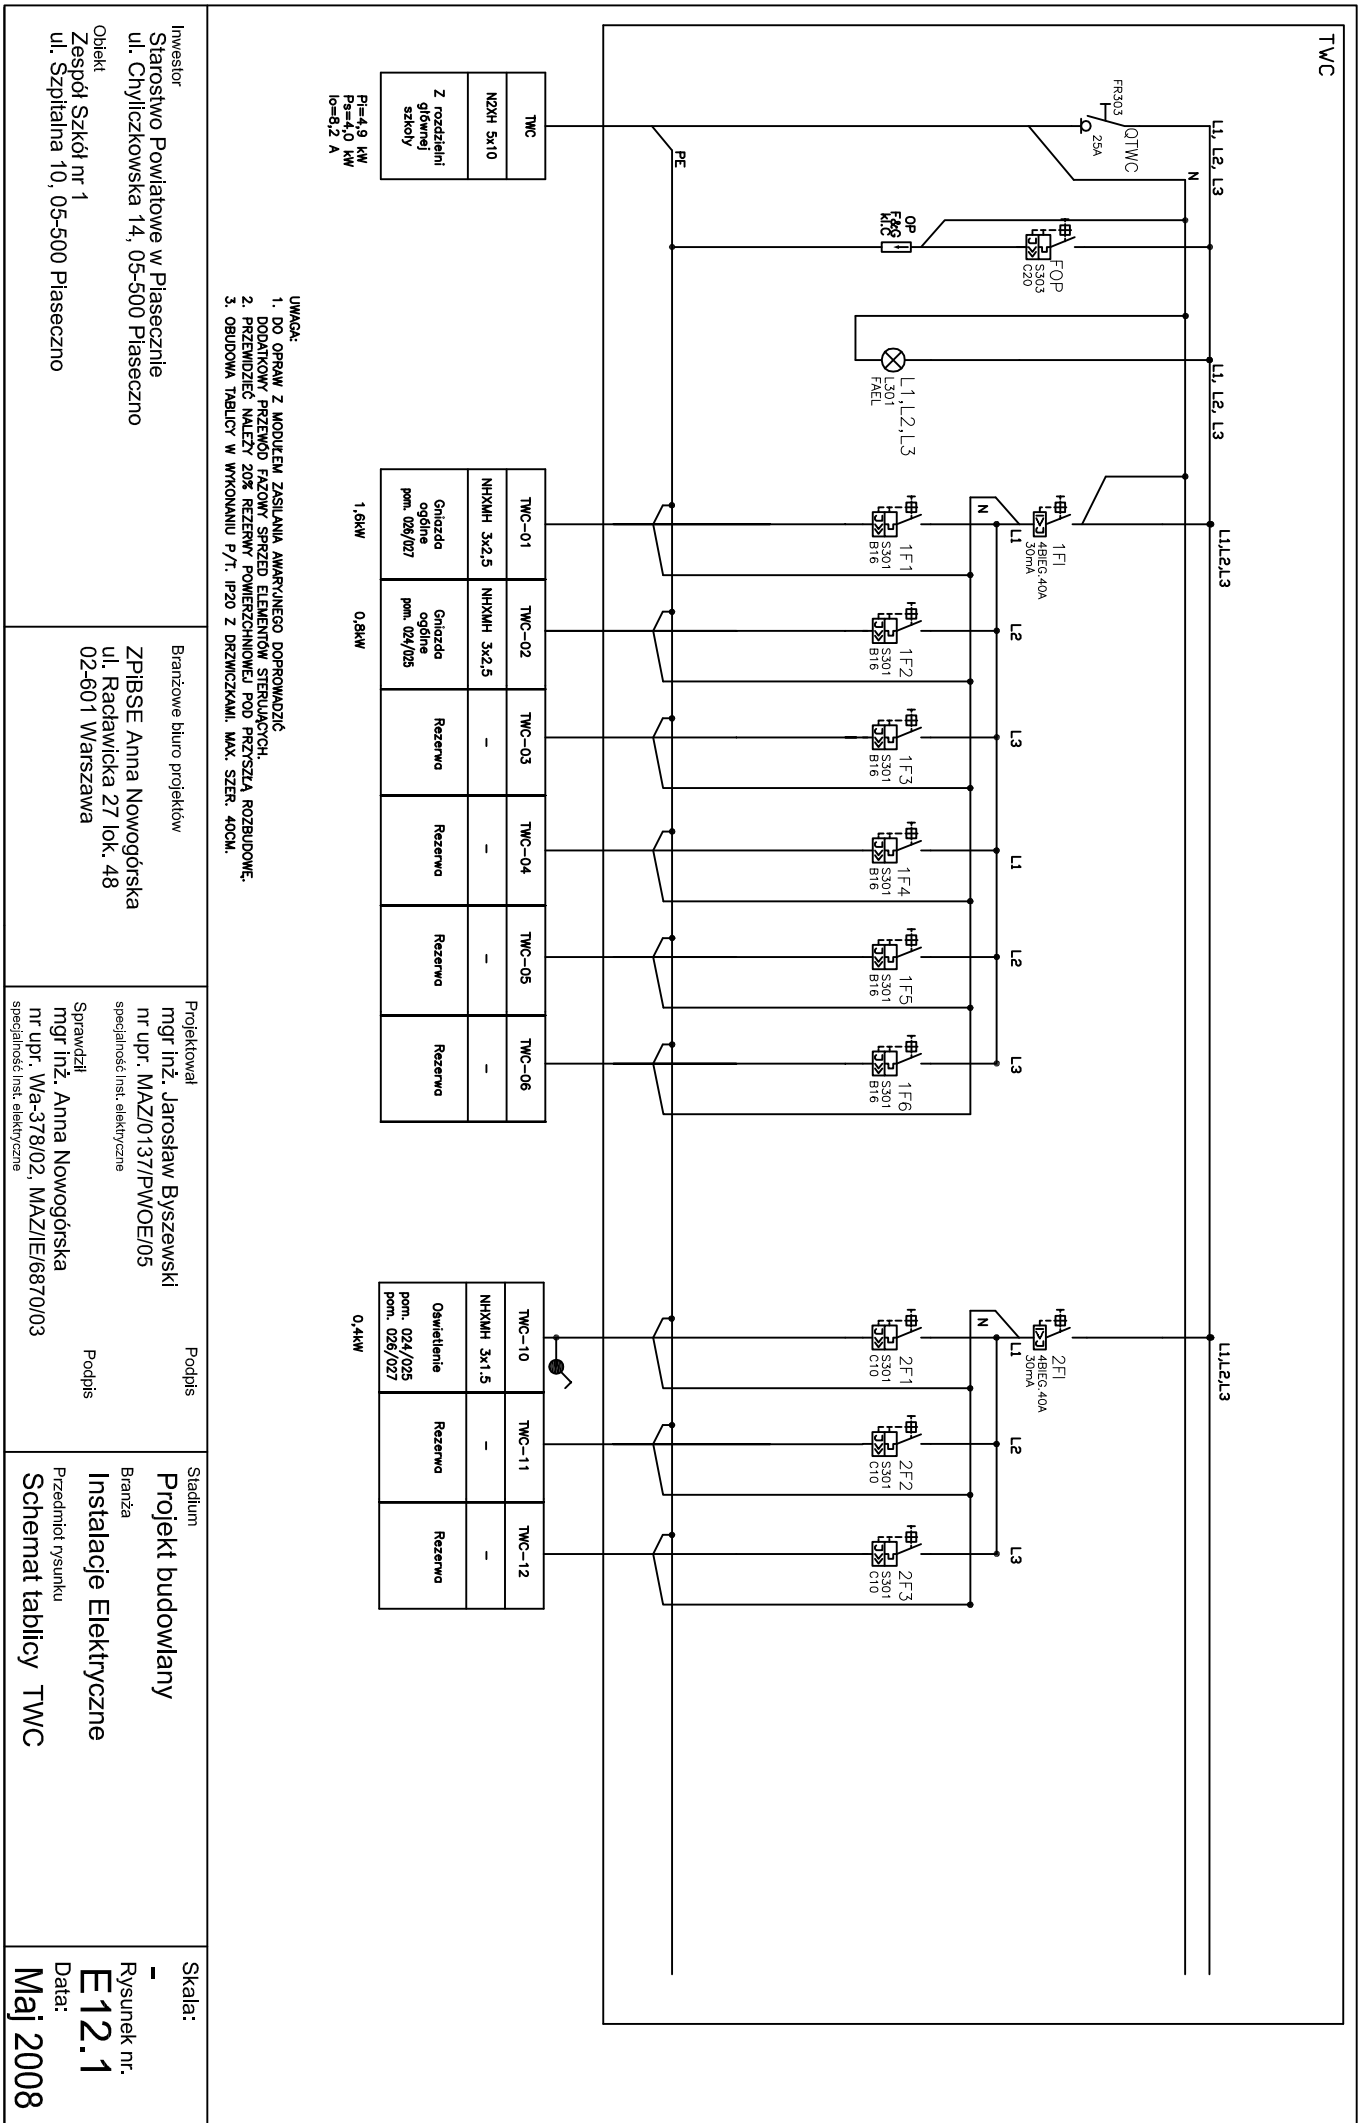 TWC
L1, L2, L3
N
FR303
QTWC
25A
FOP
S303
C20
OP
F&G
kl.C
PE
L1, L2, L3
L1,L2,L3
L301
FAEL
L1,L2,L3
1FI
4BIEG.40A
30mA
N
L1
L2
L3
L1
L2
L3
1F1
S301
B16
1F2
S301
B16
1F3
S301
B16
1F4
S301
B16
1F5
S301
B16
1F6
S301
B16
L1,L2,L3
2FI
4BIEG.40A
30mA
N
L1
L2
L3
2F1
S301
C10
2F2
S301
C10
2F3
S301
C10
TWC
N2XH 5x10
Z rozdzielni
głównej
szkoły
Pi=4,9 kW
Ps=4,0 kW
Io=8,2 A
TWC-01
NHXMH 3x2,5
Gniazda
ogólne
pom. 026/027
1,6kW
TWC-02
NHXMH 3x2,5
Gniazda
ogólne
pom. 024/025
0,8kW
TWC-03
-
Rezerwa
TWC-04
-
Rezerwa
TWC-05
-
Rezerwa
TWC-06
-
Rezerwa
TWC-10
NHXMH 3x1.5
Oświetlenie
pom. 024/025
pom. 026/027
0,4kW
TWC-11
-
Rezerwa
TWC-12
-
Rezerwa
UWAGA:
1. DO OPRAW Z MODUŁEM ZASILANIA AWARYJNEGO DOPROWADZIĆ
DODATKOWY PRZEWÓD FAZOWY SPRZED ELEMENTÓW STERUJĄCYCH.
2. PRZEWIDZIEĆ NALEŻY 20% REZERWY POWIERZCHNIOWEJ POD PRZYSZŁĄ ROZBUDOWĘ.
3. OBUDOWA TABLICY W WYKONANIU P/T. IP20 Z DRZWICZKAMI. MAX. SZER. 40CM.
Inwestor
Starostwo Powiatowe w Piasecznie
ul. Chyliczkowska 14, 05-500 Piaseczno
Obiekt
Zespół Szkół nr 1
ul. Szpitalna 10, 05-500 Piaseczno
Branżowe biuro projektów
ZPiBSE Anna Nowogórska
ul. Racławicka 27 lok. 48
02-601 Warszawa
Projektował
Podpis
mgr inż. Jarosław Byszewski
nr upr. MAZ/0137/PWOE/05
specjalność inst. elektryczne
Sprawdził
Podpis
mgr inż. Anna Nowogórska
nr upr. Wa-378/02, MAZ/IE/6870/03
specjalność inst. elektryczne
Stadium
Projekt budowlany
Branża
Instalacje Elektryczne
Przedmiot rysunku
Schemat tablicy TWC
Skala:
-
Rysunek nr.
E12.1
Data:
Maj 2008